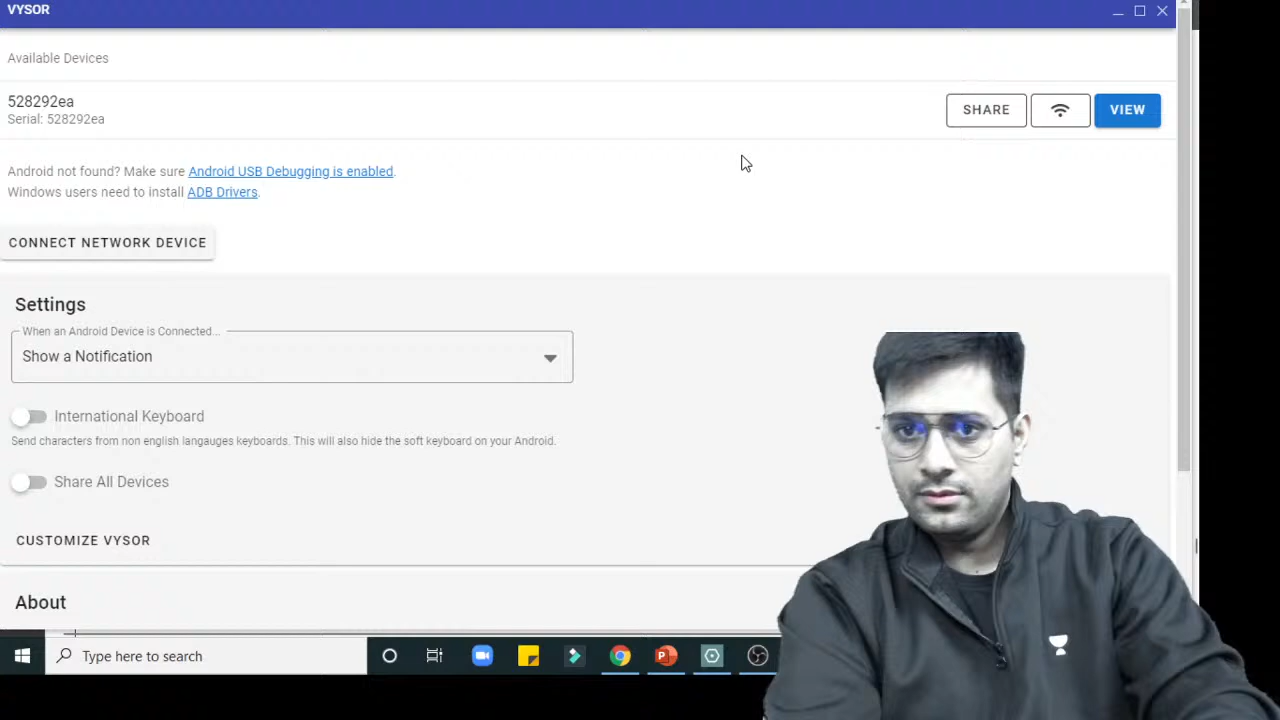 VYSOR
Available Devices
528292ea
Serial: 528292ea
SHARE
VIEW
Android not found? Make sure Android USB Debugging is enabled.
Windows users need to install ADB Drivers.
CONNECT NETWORK DEVICE
Settings
When an Android Device is Connected...
Show a Notification
International Keyboard
Send characters from non english langauges keyboards. This will also hide the soft keyboard on your Android.
Share All Devices
CUSTOMIZE VYSOR
About
Type here to search